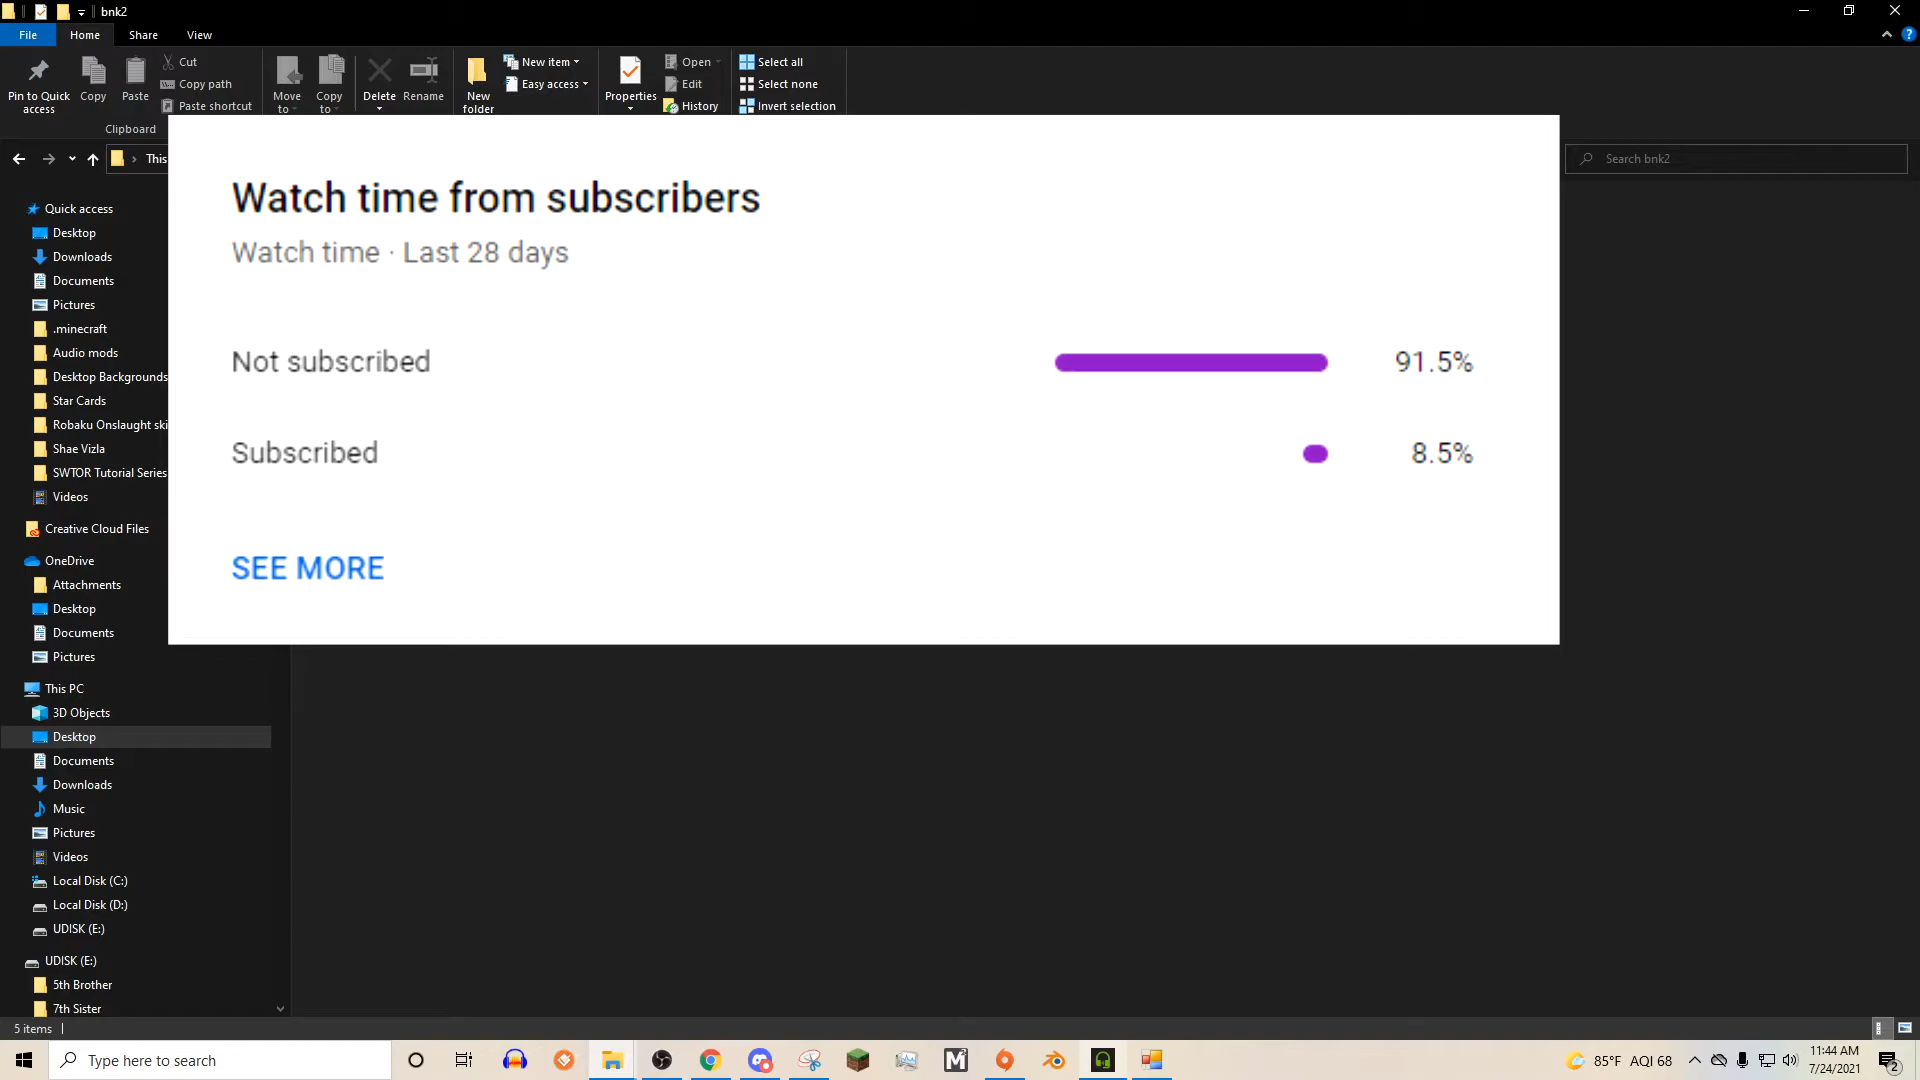 bnk2
File Home Share View
Pin to Quick access
Copy
Paste
Cut
Copy path
Paste shortcut
Move to
Copy to
Delete
Rename
New folder
New item
Easy access
Properties
Open
Edit
History
Select all
Select none
Invert selection
Clipboard
This
Search bnk2
Watch time from subscribers
Watch time · Last 28 days
Not subscribed 91.5%
Subscribed 8.5%
SEE MORE
Quick access
Desktop
Downloads
Documents
Pictures
.minecraft
Audio mods
Desktop Backgrounds
Star Cards
Robaku Onslaught ski
Shae Vizla
SWTOR Tutorial Series
Videos
Creative Cloud Files
OneDrive
Attachments
Desktop
Documents
Pictures
This PC
3D Objects
Desktop
Documents
Downloads
Music
Pictures
Videos
Local Disk (C:)
Local Disk (D:)
UDISK (E:)
UDISK (E:)
5th Brother
7th Sister
5 items
Type here to search
85°F AQI 68
11:44 AM
7/24/2021
2